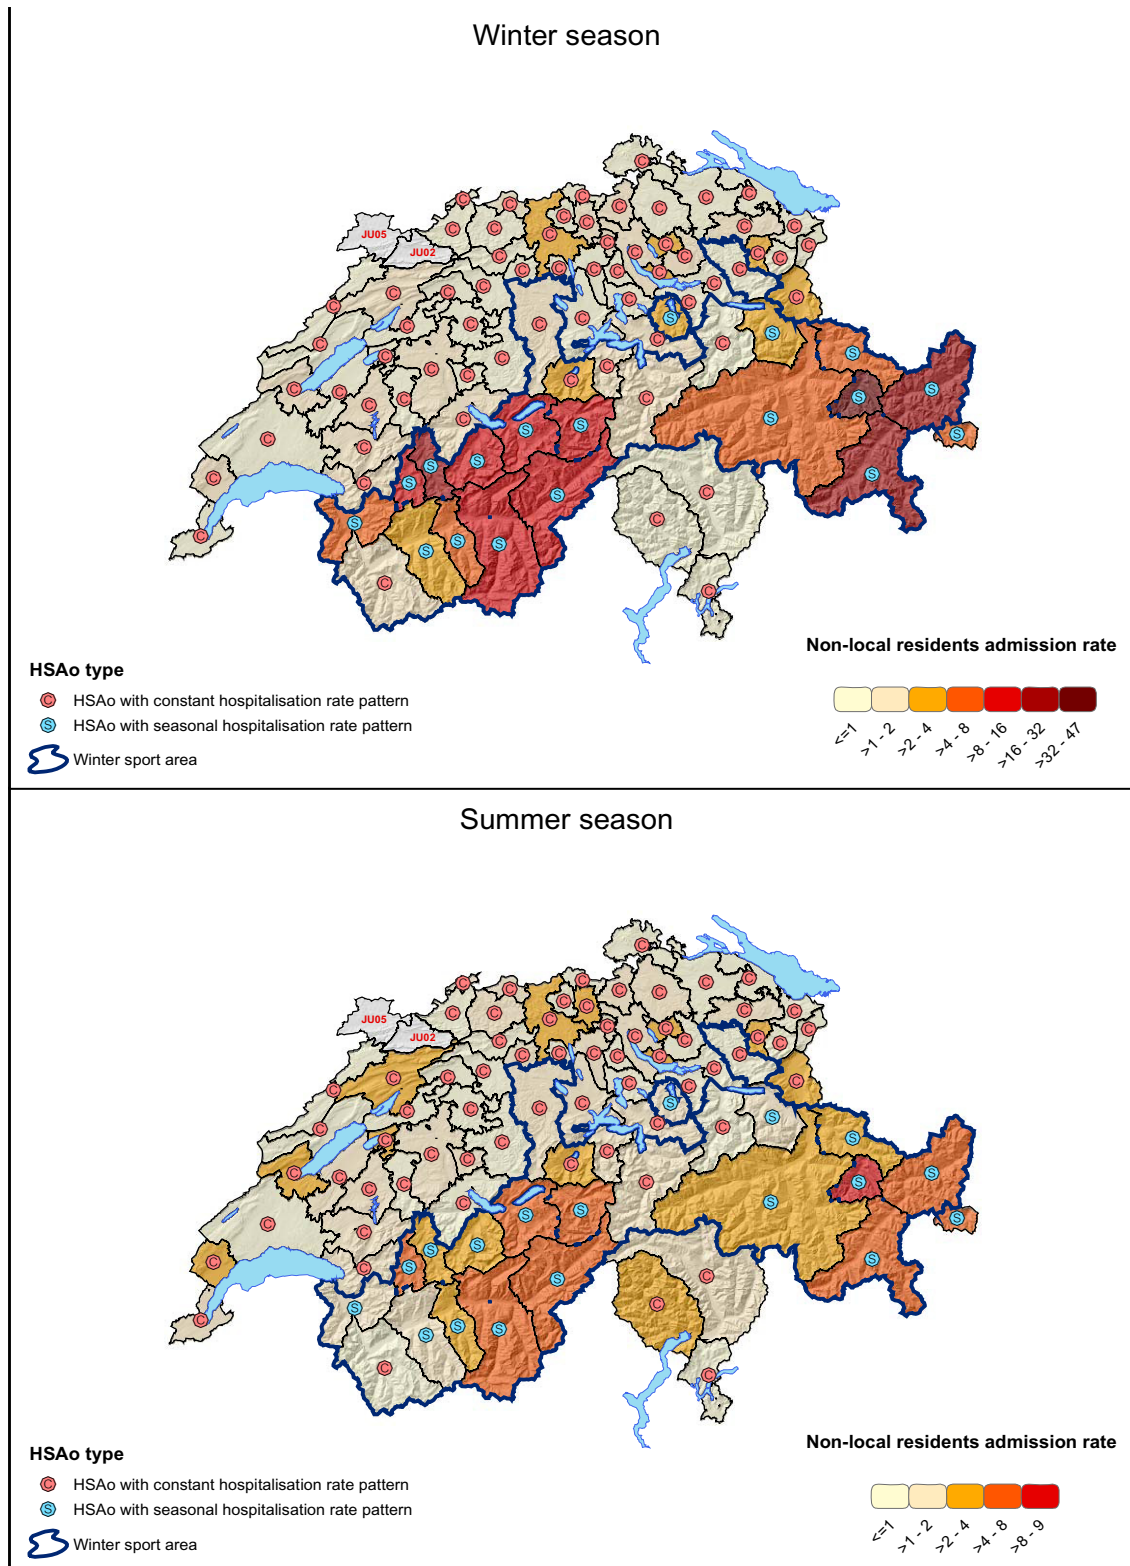 Winter season
JU05
JU02
Non-local residents admission rate
HSAo type
C HSAo with constant hospitalisation rate pattern
S HSAo with seasonal hospitalisation rate pattern
Winter sport area
<=1
>1 - 2
>2 - 4
>4 - 8
>8 - 16
>16 - 32
>32 - 47
Summer season
JU05
JU02
Non-local residents admission rate
HSAo type
C HSAo with constant hospitalisation rate pattern
S HSAo with seasonal hospitalisation rate pattern
Winter sport area
<=1
>1 - 2
>2 - 4
>4 - 8
>8 - 9